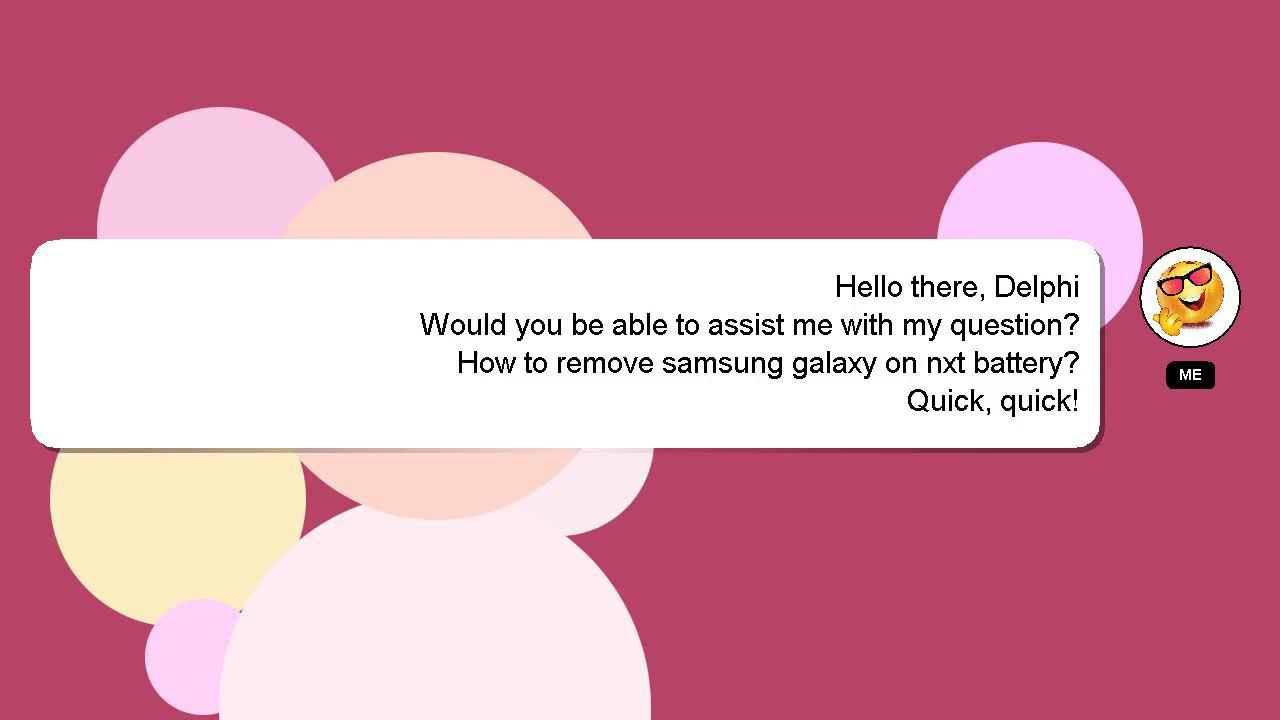 Hello there, Delphi
Would you be able to assist me with my question?
How to remove samsung galaxy on nxt battery?
Quick, quick!
ME